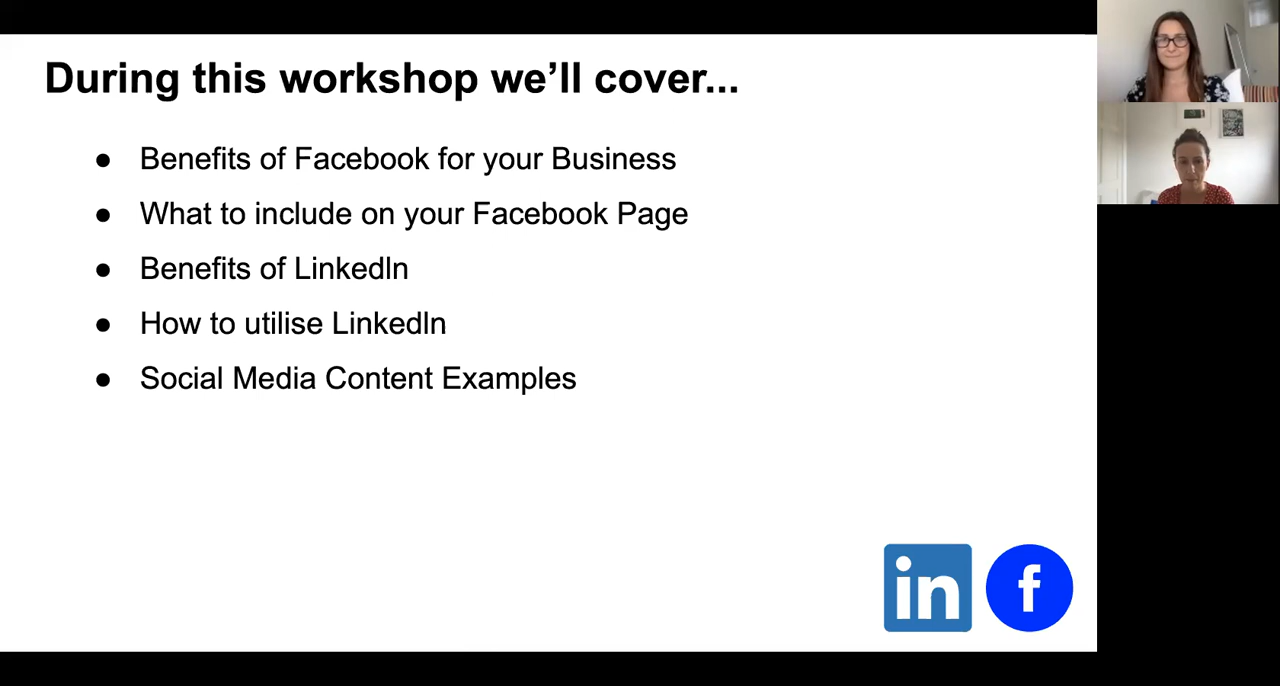 During this workshop we’ll cover...
● Benefits of Facebook for your Business
● What to include on your Facebook Page
● Benefits of LinkedIn
● How to utilise LinkedIn
● Social Media Content Examples
in f